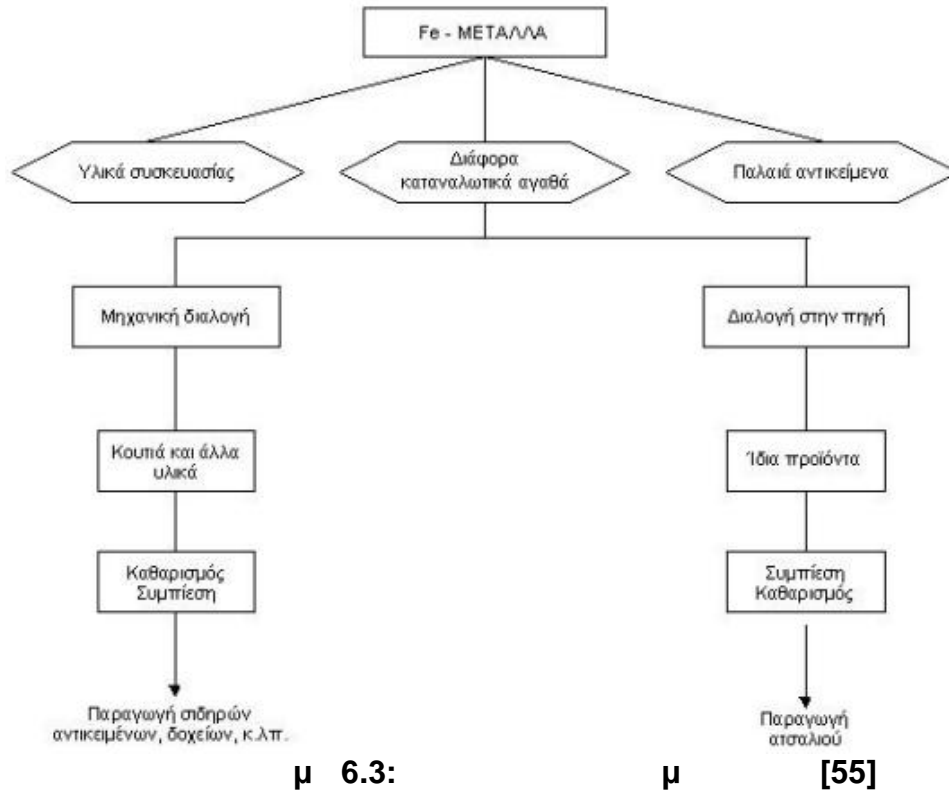 Fe - ΜΕΤΑΛΛΑ
Υλικά συσκευασίας
Διάφορα
καταναλωτικά αγαθά
Παλαιά αντικείμενα
Μηχανική διαλογή
Διαλογή στην πηγή
Κουτιά και άλλα
υλικά
Ίδια προϊόντα
Καθαρισμός
Συμπίεση
Συμπίεση
Καθαρισμός
Παραγωγή σιδηρών
αντικειμένων, δοχείων, κ.λπ.
Παραγωγή
ατσαλιού
μ 6.3: μ [55]